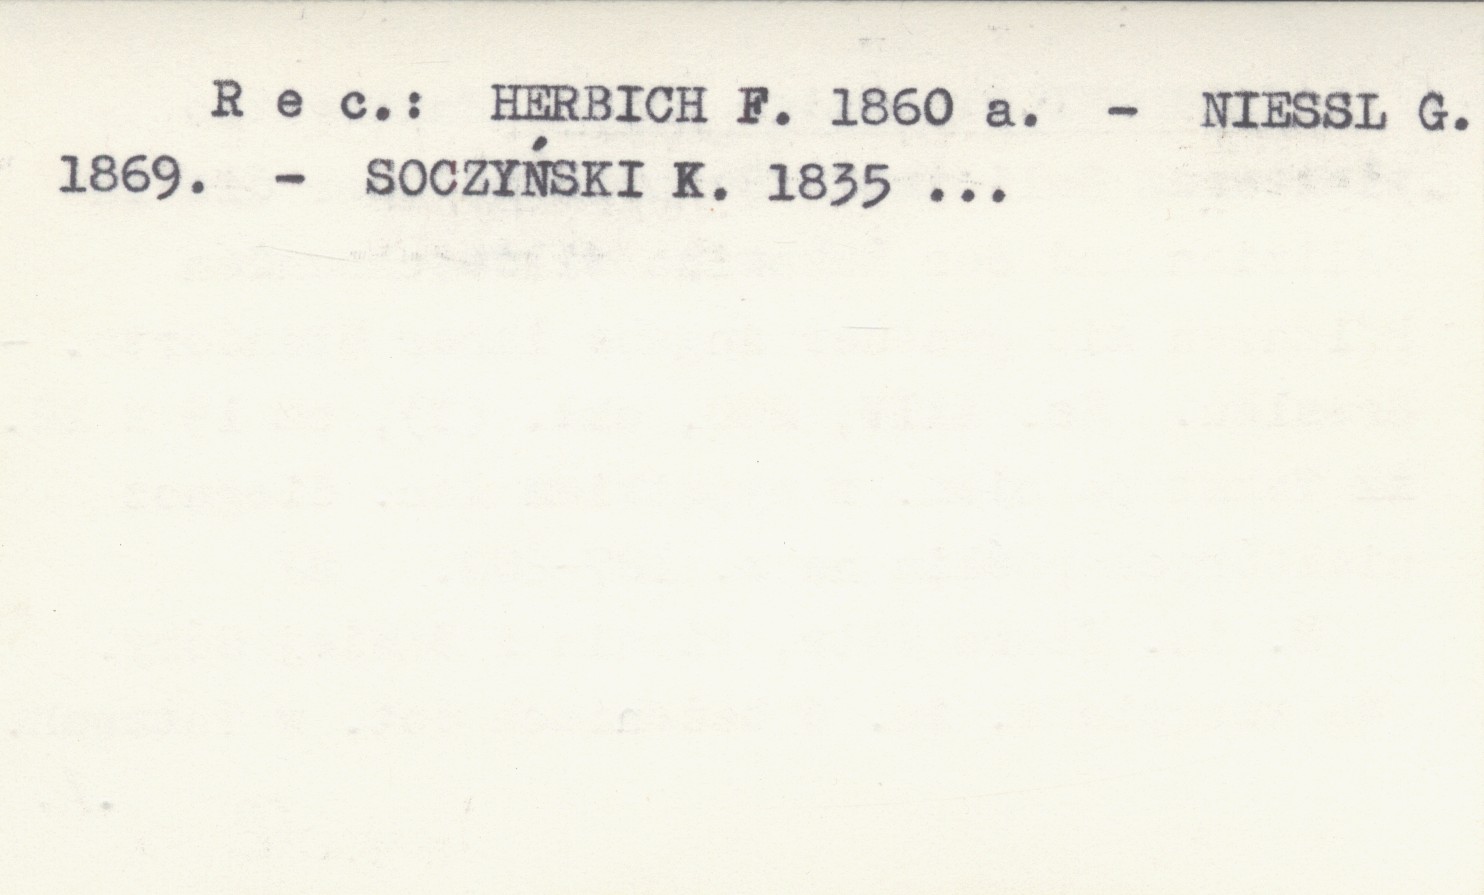 R e c.: HERBICH F. 1860 a. - NIESSL G.
1869. - SOCZYŃSKI K. 1835 ...